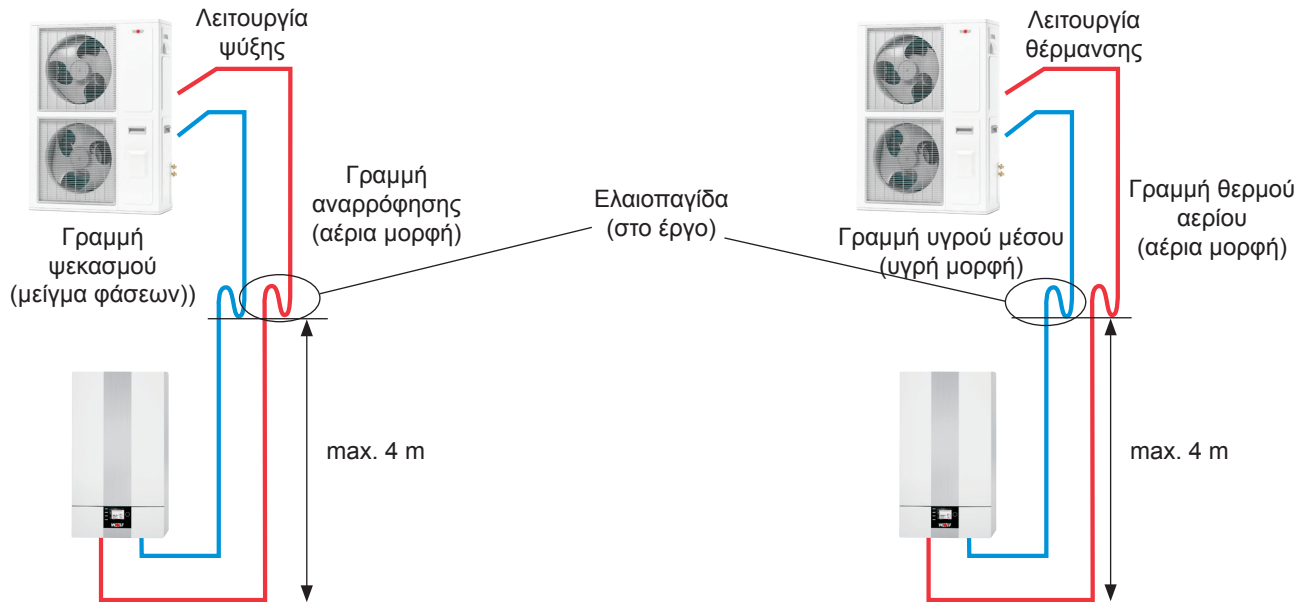 Λειτουργία
ψύξης
Γραμμή
αναρρόφησης
(αέρια μορφή)
Γραμμή
ψεκασμού
(μείγμα φάσεων))
max. 4 m
Ελαιοπαγίδα
(στο έργο)
Λειτουργία
θέρμανσης
Γραμμή θερμού
αερίου
(αέρια μορφή)
Γραμμή υγρού μέσου
(υγρή μορφή)
max. 4 m